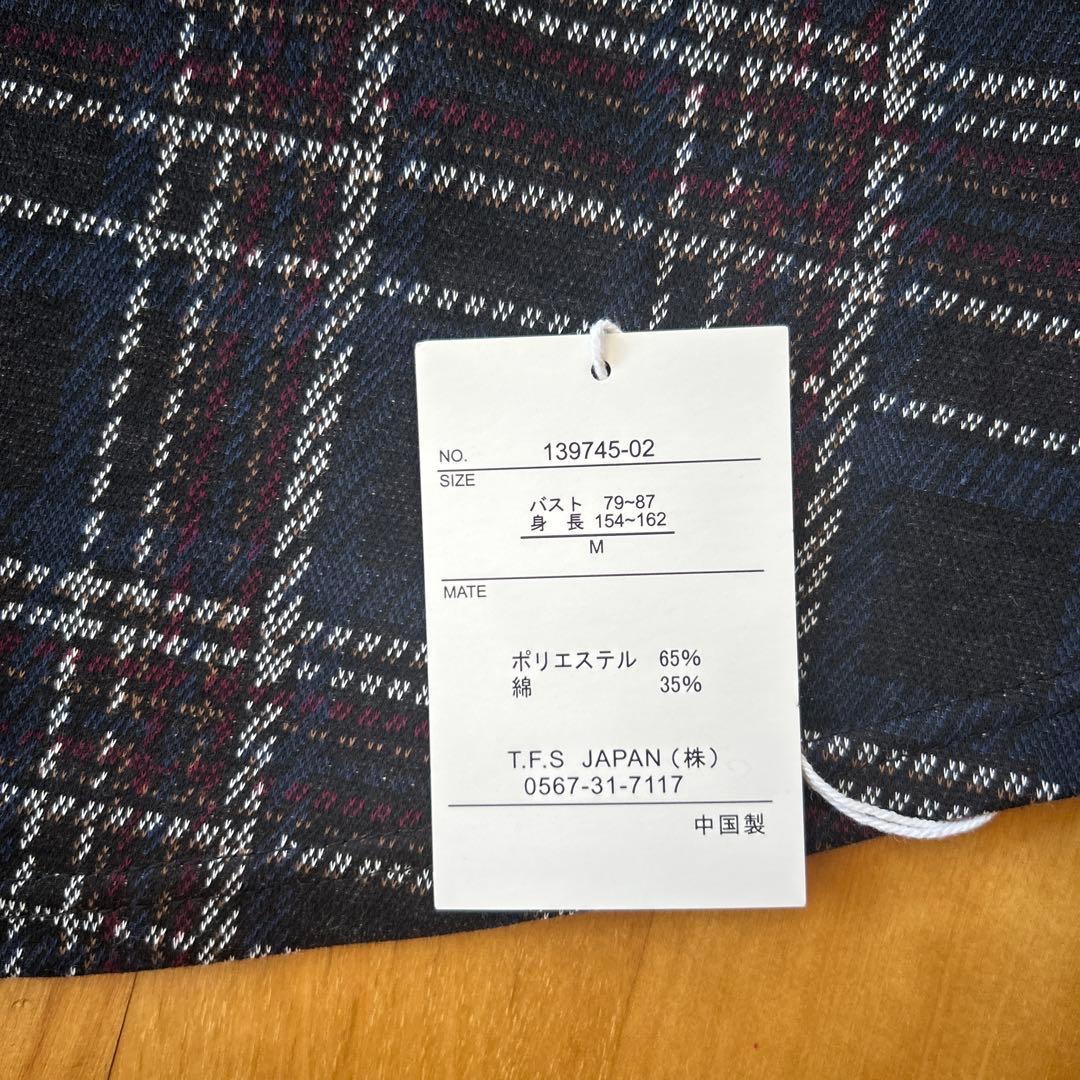 NO. 139745-02
SIZE
バスト 79~87
身 長 154~162
M
MATE
ポリエステル 65%
綿 35%
T.F.S JAPAN(株)
0567-31-7117
中国製